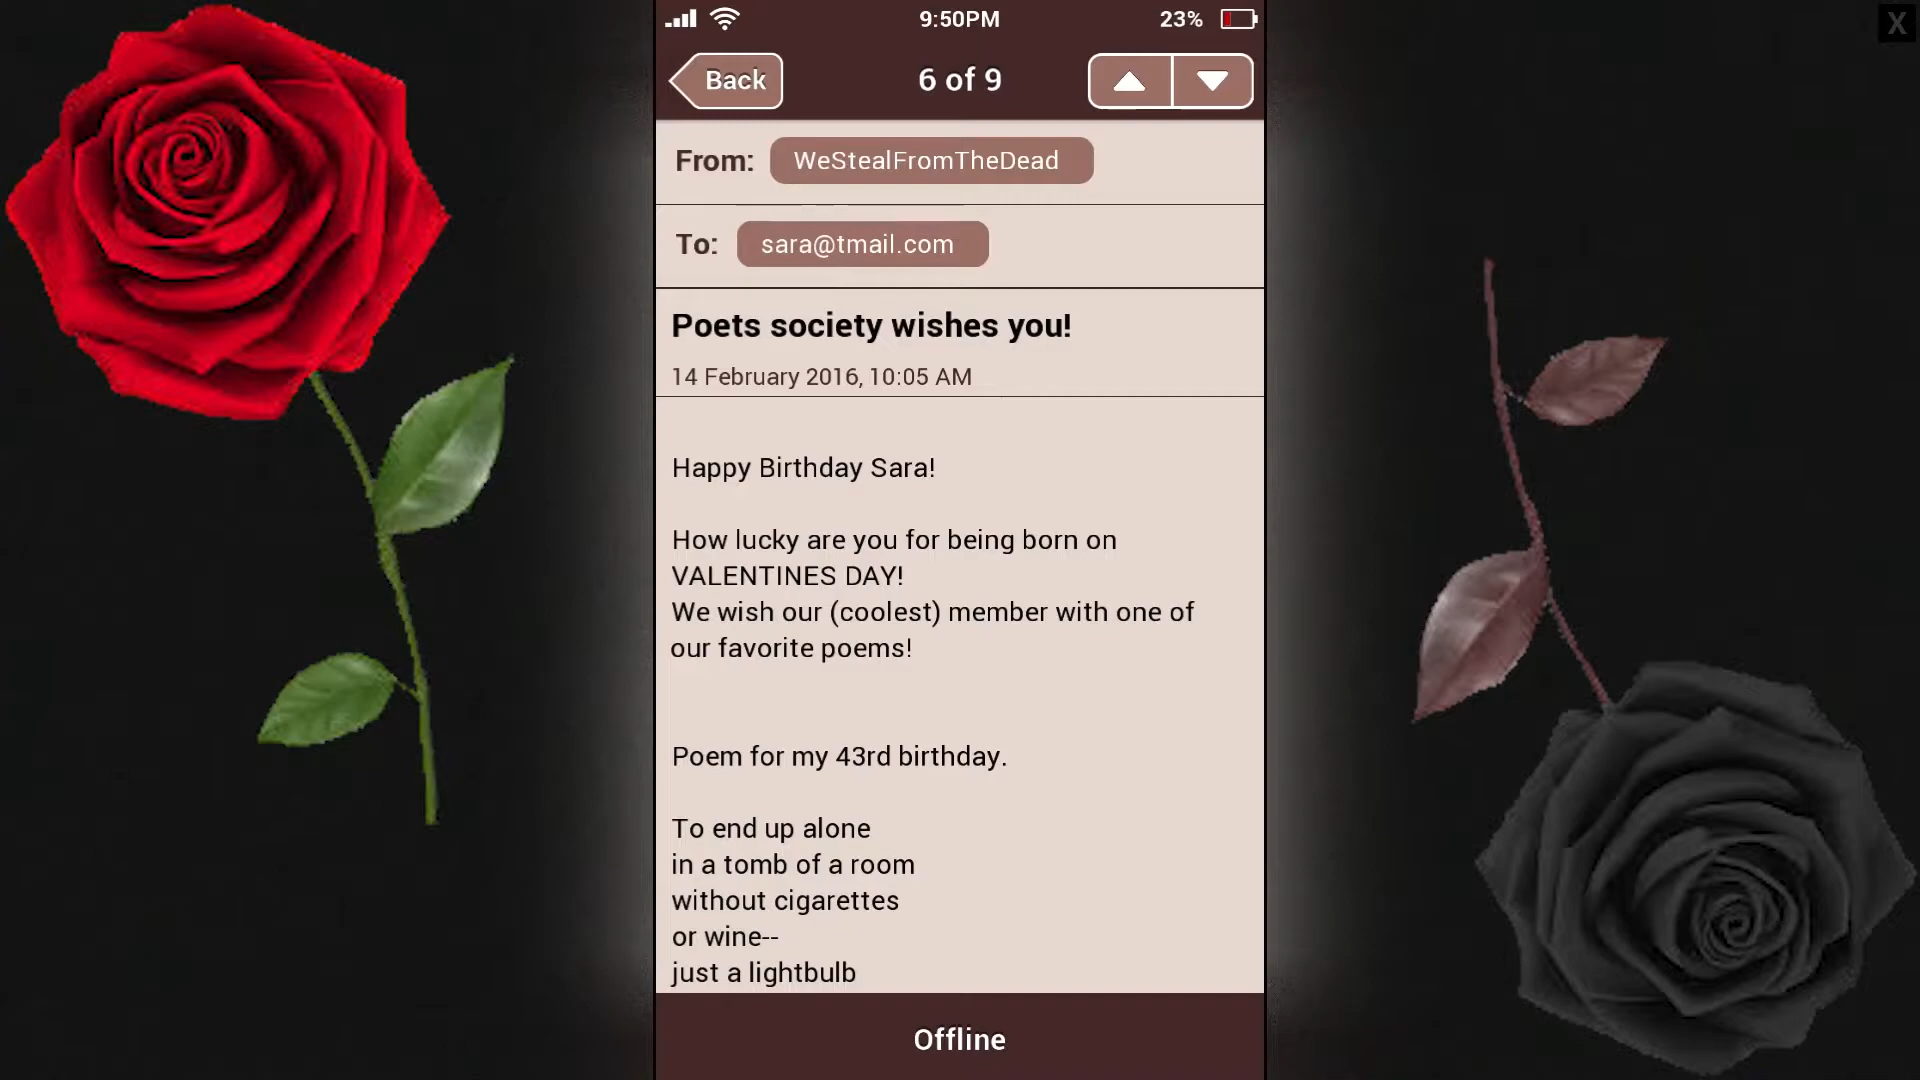 9:50PM
23%
X
Back
6 of 9
From: WeStealFromTheDead
To: sara@tmail.com
Poets society wishes you!
14 February 2016, 10:05 AM
Happy Birthday Sara!
How lucky are you for being born on
VALENTINES DAY!
We wish our (coolest) member with one of
our favorite poems!
Poem for my 43rd birthday.
To end up alone
in a tomb of a room
without cigarettes
or wine--
just a lightbulb
Offline